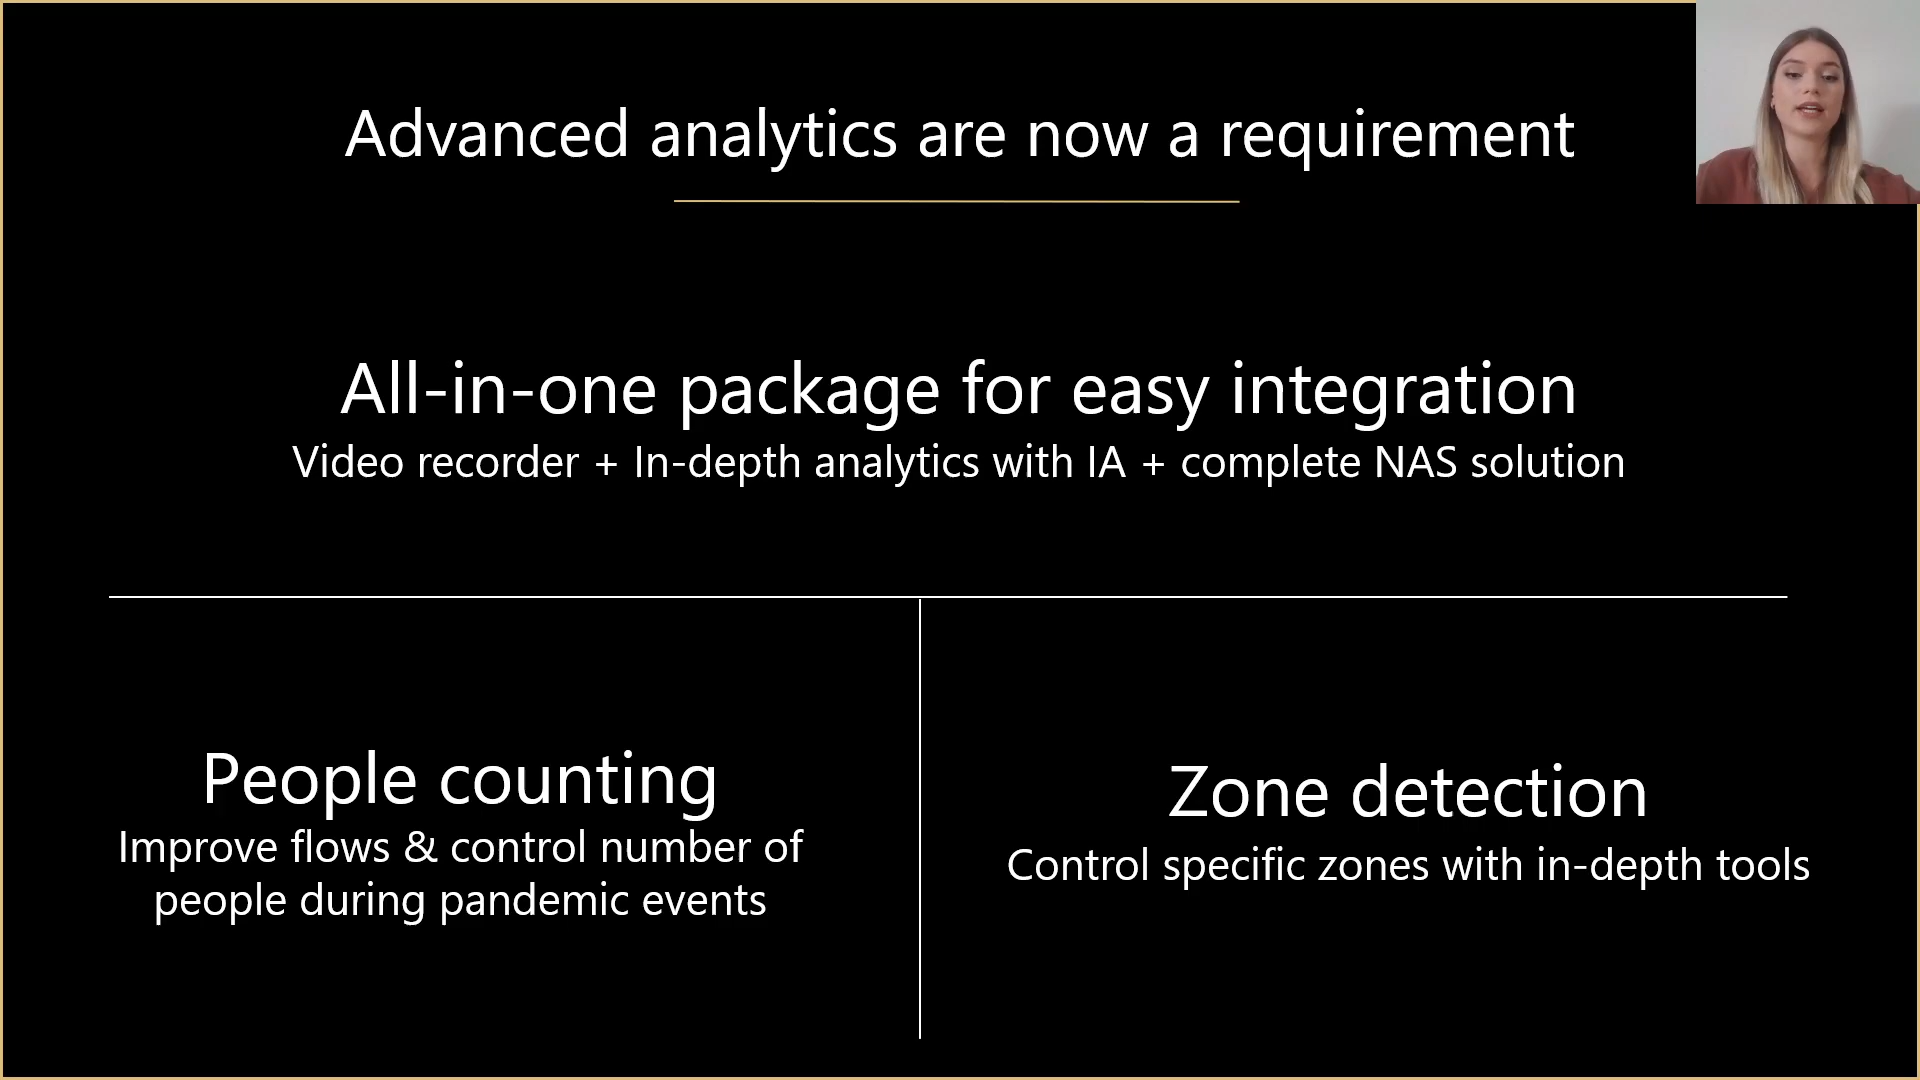 Advanced analytics are now a requirement
All-in-one package for easy integration
Video recorder + In-depth analytics with IA + complete NAS solution
People counting
Improve flows & control number of
people during pandemic events
Zone detection
Control specific zones with in-depth tools